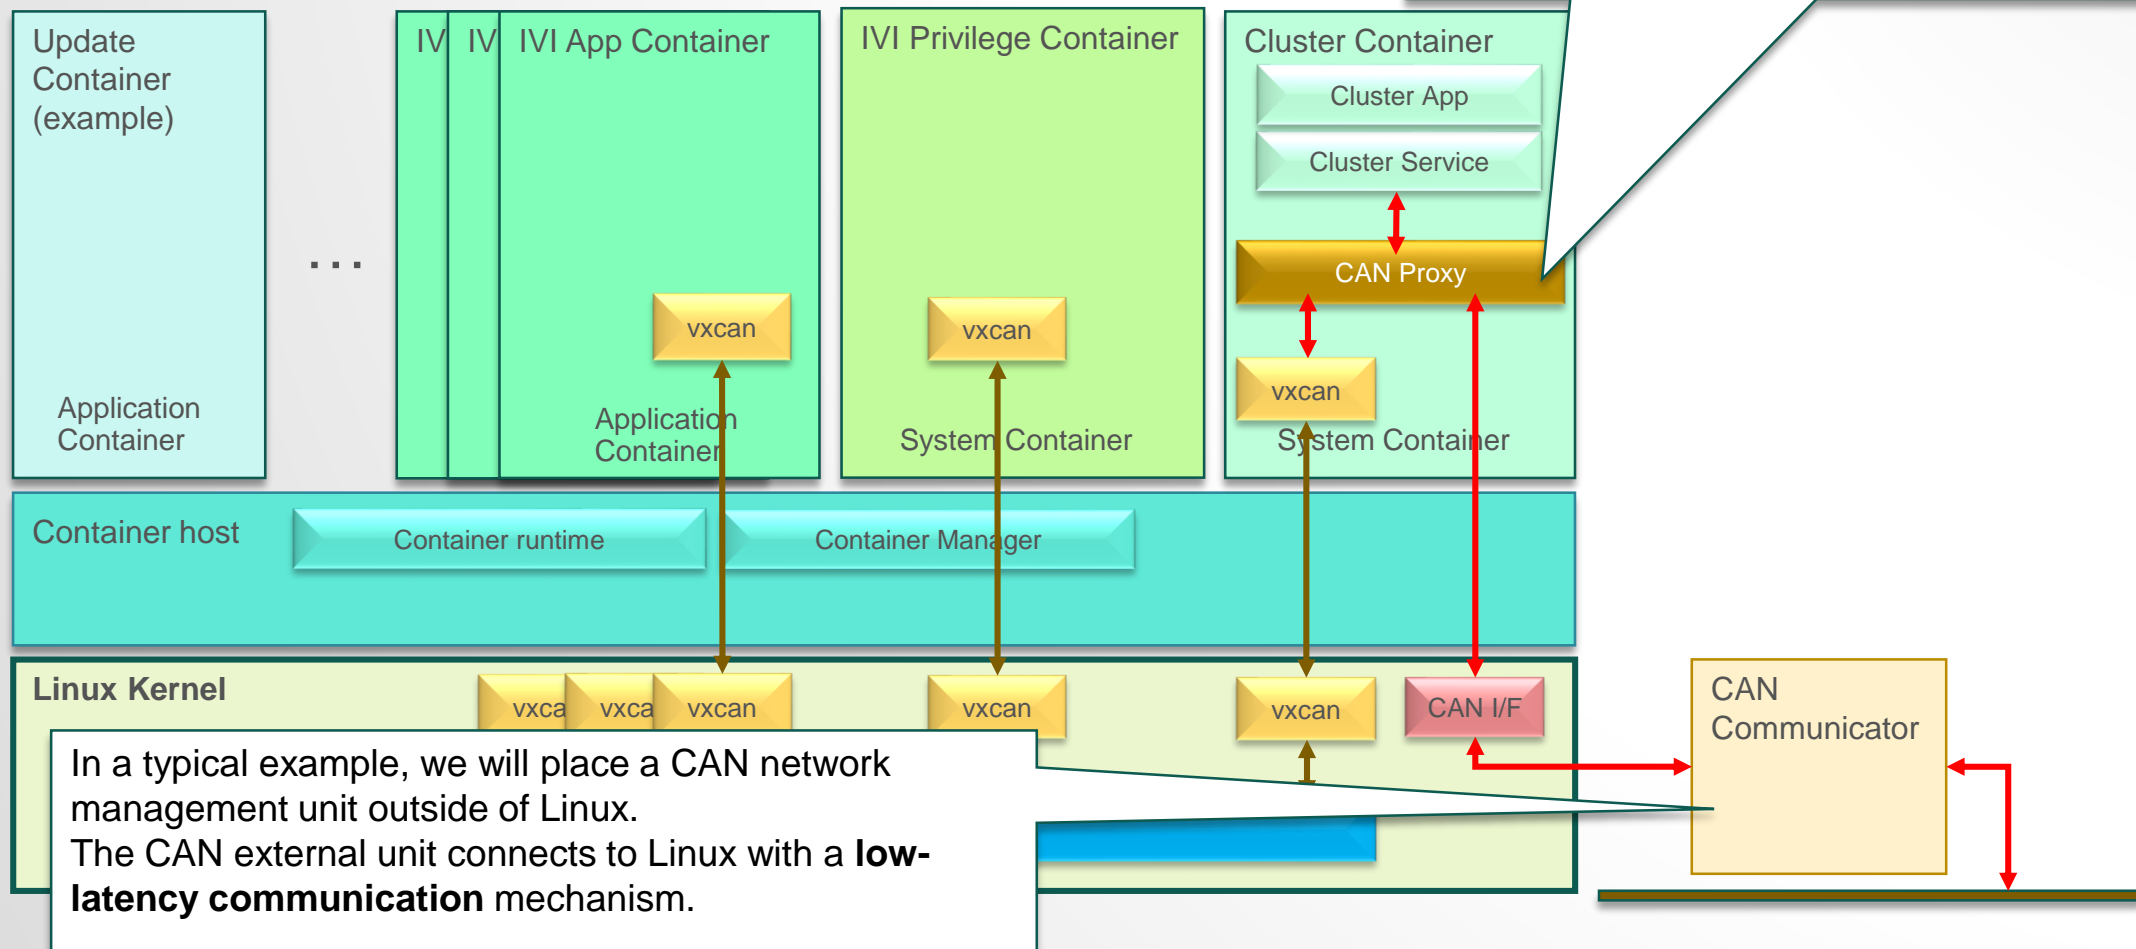 Update
Container
(example)
Application
Container
...
IV
IV
IVI App Container
vxcan
Application
Container
IVI Privilege Container
vxcan
System Container
Cluster Container
Cluster App
Cluster Service
CAN Proxy
vxcan
System Container
Container host
Container runtime
Container Manager
Linux Kernel
vxca
vxca
vxcan
vxcan
vxcan
CAN I/F
CAN
Communicator
In a typical example, we will place a CAN network
management unit outside of Linux.
The CAN external unit connects to Linux with a low-
latency communication mechanism.